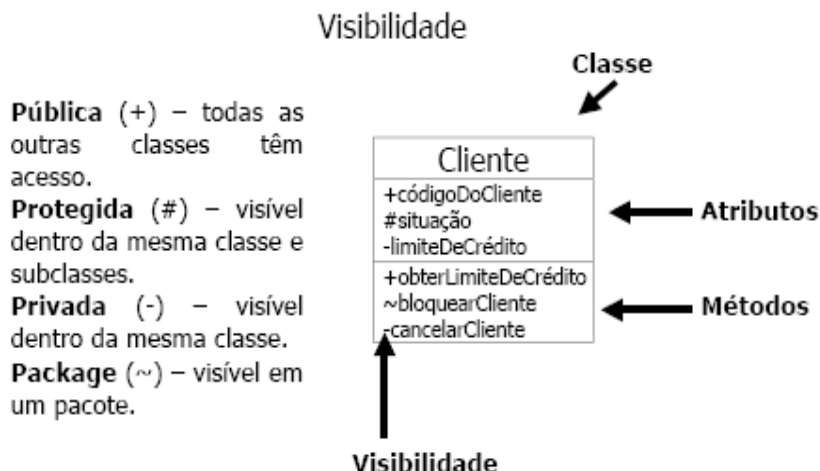 Visibilidade
Classe
Pública (+) – todas as
outras classes têm
acesso.
Protegida (#) – visível
dentro da mesma classe e
subclasses.
Privada (-) – visível
dentro da mesma classe.
Package (~) – visível em
um pacote.
Cliente
+códigoDoCliente
#situação
-limiteDeCrédito
Atributos
+obterLimiteDeCrédito
~bloquearCliente
-cancelarCliente
Métodos
Visibilidade